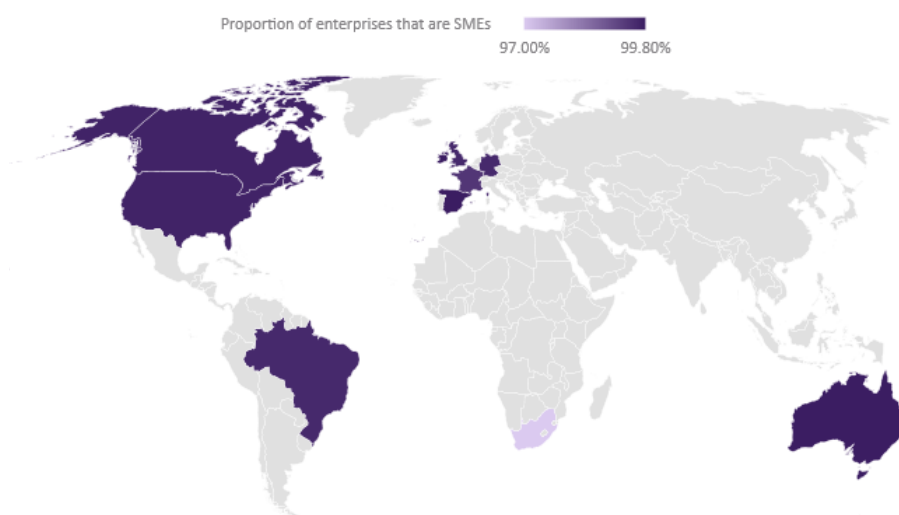 Proportion of enterprises that are SMEs
97.00% 99.80%